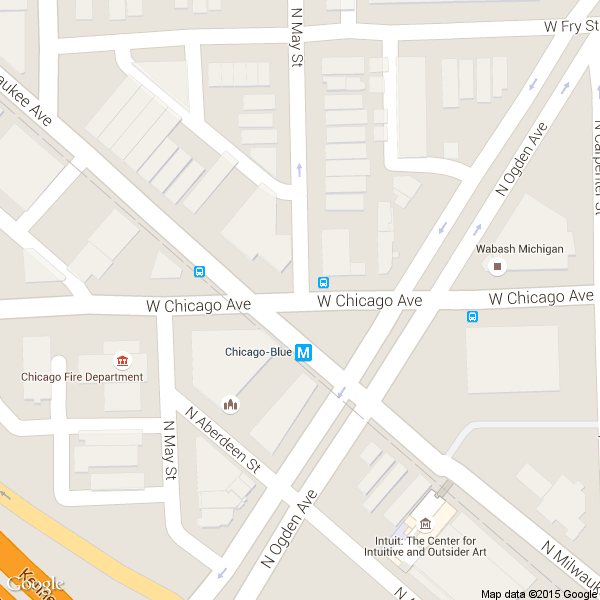 W Fry St
N May St
aukee Ave
N Ogden Ave
N Carpenter St
Wabash Michigan
W Chicago Ave
W Chicago Ave
W Chicago Ave
Chicago-Blue
M
Chicago Fire Department
N Aberdeen St
N May St
N Ogden Ave
Intuit: The Center for
Intuitive and Outsider Art
N Milwauk
N A
Kenne
Google
Map data ©2015 Google